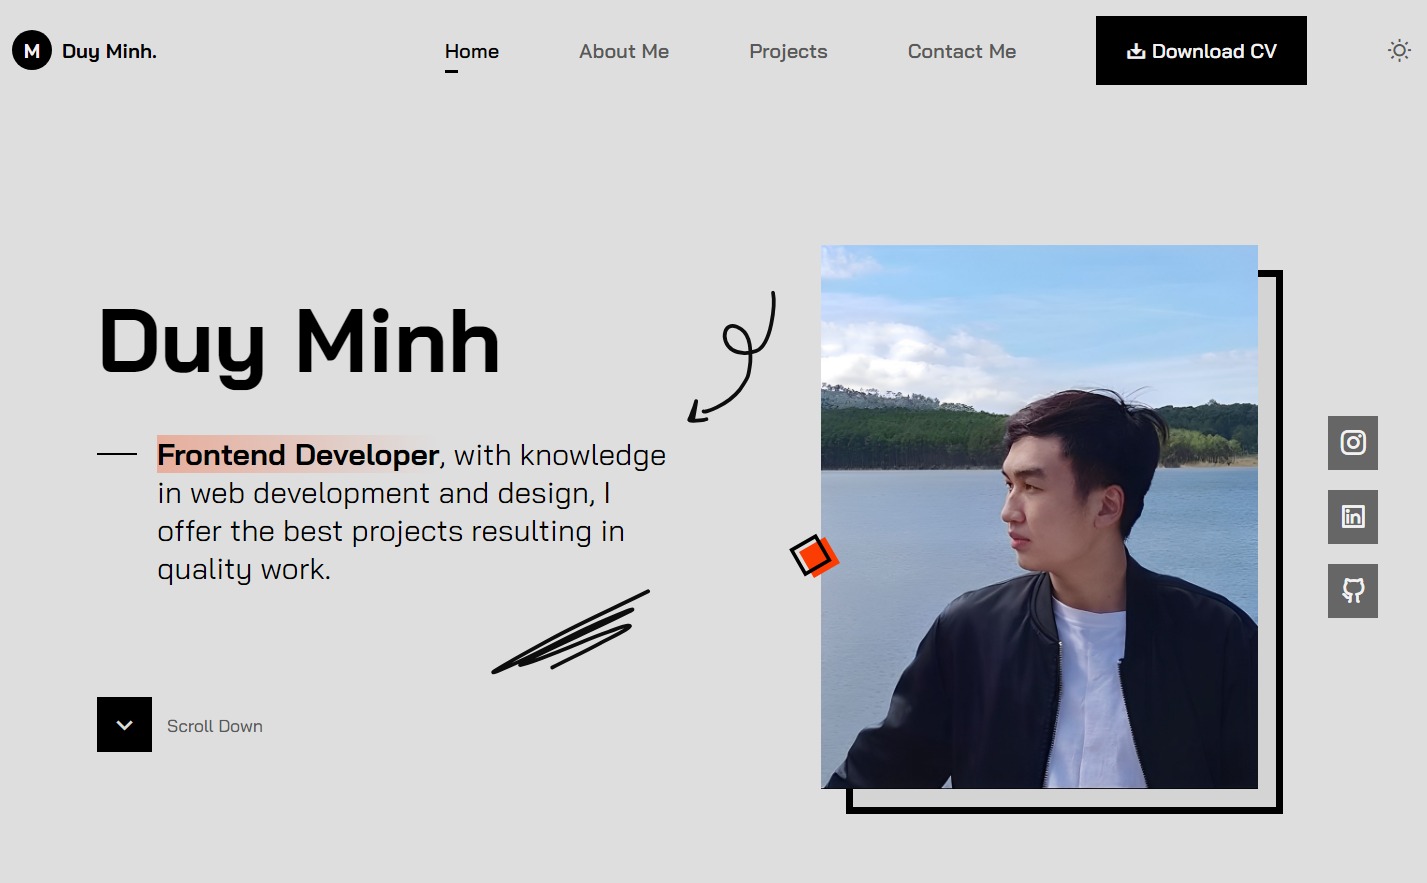 M Duy Minh.
Home
About Me
Projects
Contact Me
Download CV
Duy Minh
Frontend Developer, with knowledge
in web development and design, I
offer the best projects resulting in
quality work.
in
Scroll Down